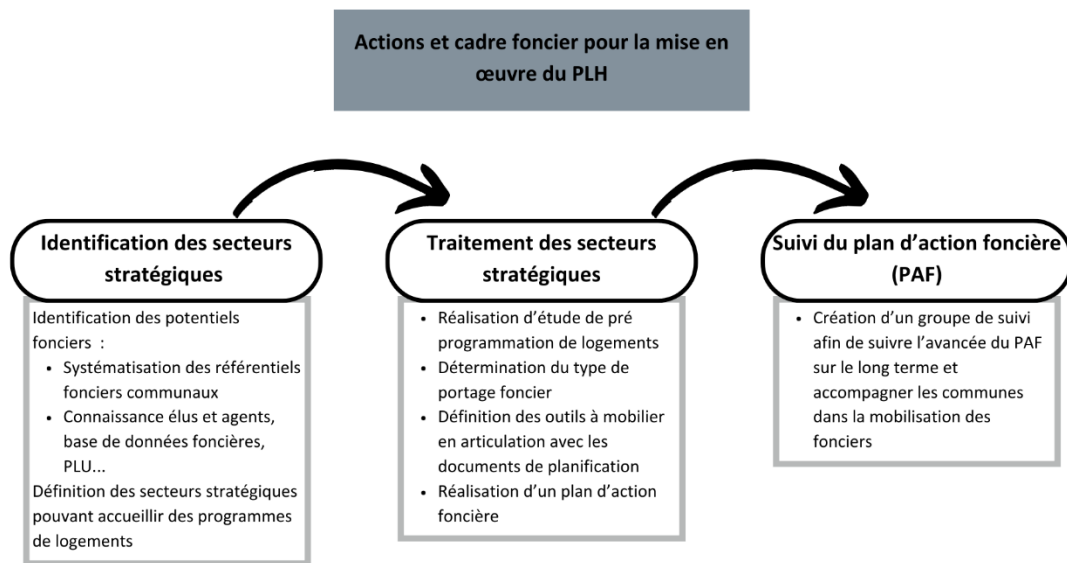 Actions et cadre foncier pour la mise en
œuvre du PLH
Identification des secteurs
stratégiques
Identification des potentiels
fonciers :
• Systématisation des référentiels
fonciers communaux
• Connaissance élus et agents,
base de données foncières,
PLU...
Définition des secteurs stratégiques
pouvant accueillir des programmes
de logements
Traitement des secteurs
stratégiques
• Réalisation d'étude de pré
programmation de logements
• Détermination du type de
portage foncier
• Définition des outils à mobilier
en articulation avec les
documents de planification
• Réalisation d'un plan d'action
foncière
Suivi du plan d'action foncière
(PAF)
• Création d'un groupe de suivi
afin de suivre l'avancée du PAF
sur le long terme et
accompagner les communes
dans la mobilisation des
fonciers